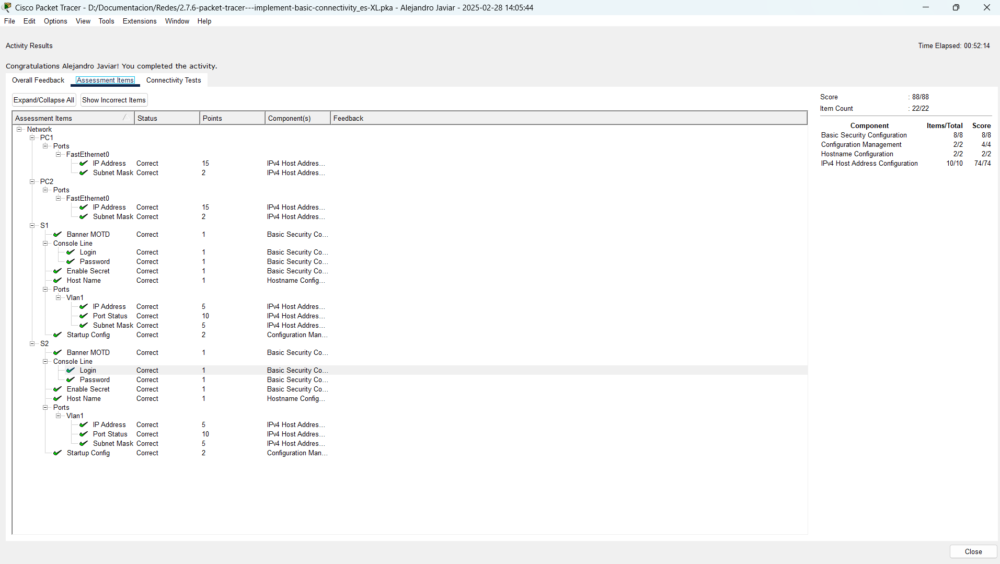 Cisco Packet Tracer - D:/Documentacion/Redes/2.7.6-packet-tracer---implement-basic-connectivity_es-XL.pka - Alejandro Javiar - 2025-02-28 14:05:44
File Edit Options View Tools Extensions Window Help
Activity Results Time Elapsed: 00:52:14
Congratulations Alejandro Javiar! You completed the activity.
Overall Feedback Assessment Items Connectivity Tests
Expand/Collapse All Show Incorrect Items
Assessment Items Status Points Component(s) Feedback
Network
PC1
Ports
FastEthernet0
IP Address Correct 15 IPv4 Host Addres...
Subnet Mask Correct 2 IPv4 Host Addres...
PC2
Ports
FastEthernet0
IP Address Correct 15 IPv4 Host Addres...
Subnet Mask Correct 2 IPv4 Host Addres...
S1
Banner MOTD Correct 1 Basic Security Co...
Console Line
Login Correct 1 Basic Security Co...
Password Correct 1 Basic Security Co...
Enable Secret Correct 1 Basic Security Co...
Host Name Correct 1 Hostname Config...
Ports
Vlan1
IP Address Correct 5 IPv4 Host Addres...
Port Status Correct 10 IPv4 Host Addres...
Subnet Mask Correct 5 IPv4 Host Addres...
Startup Config Correct 2 Configuration Man...
S2
Banner MOTD Correct 1 Basic Security Co...
Console Line
Login Correct 1 Basic Security Co...
Password Correct 1 Basic Security Co...
Enable Secret Correct 1 Basic Security Co...
Host Name Correct 1 Hostname Config...
Ports
Vlan1
IP Address Correct 5 IPv4 Host Addres...
Port Status Correct 10 IPv4 Host Addres...
Subnet Mask Correct 5 IPv4 Host Addres...
Startup Config Correct 2 Configuration Man...
Score : 88/88
Item Count : 22/22
Component Items/Total Score
Basic Security Configuration 8/8 8/8
Configuration Management 2/2 4/4
Hostname Configuration 2/2 2/2
IPv4 Host Address Configuration 10/10 74/74
Close